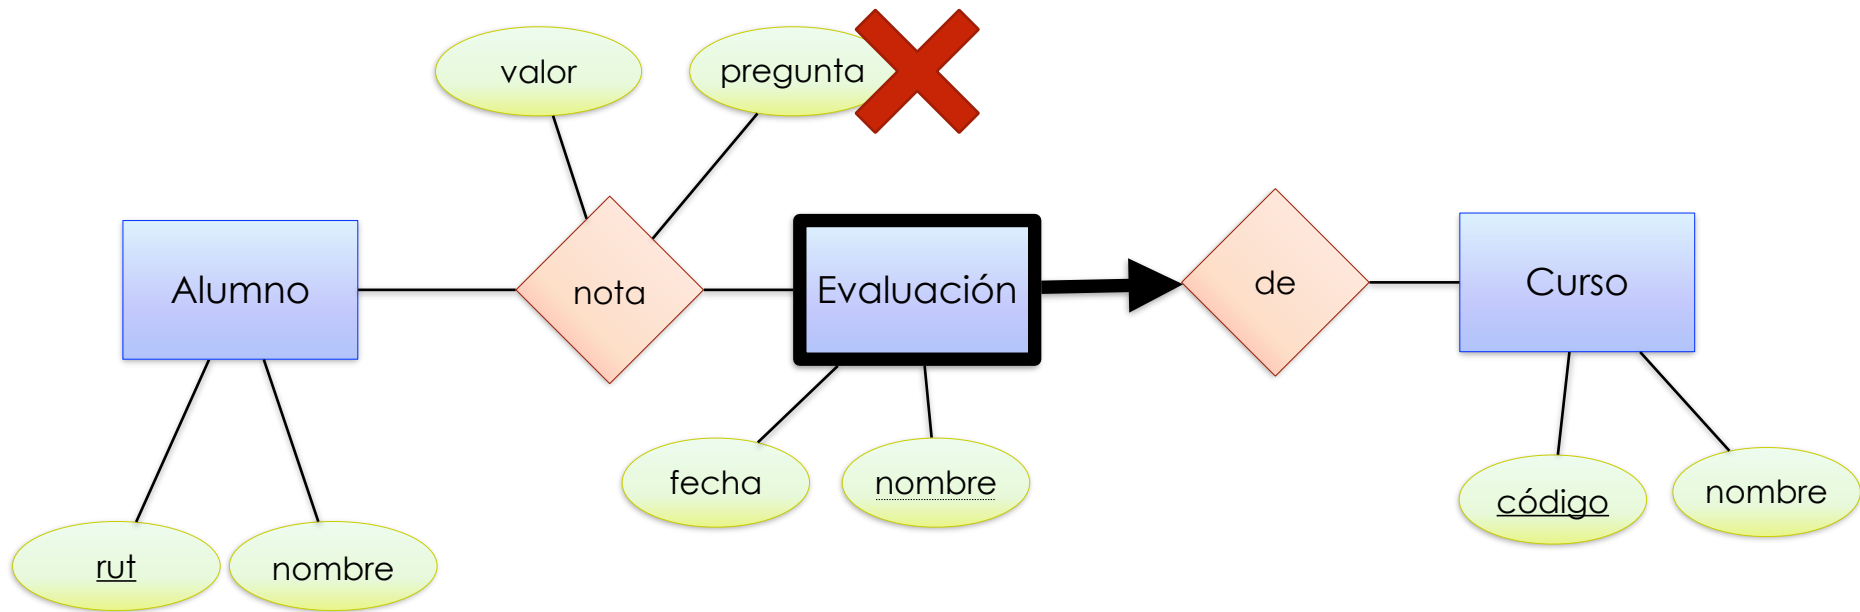 valor
pregunta
Alumno
nota
Evaluación
de
Curso
fecha
nombre
código
nombre
rut
nombre